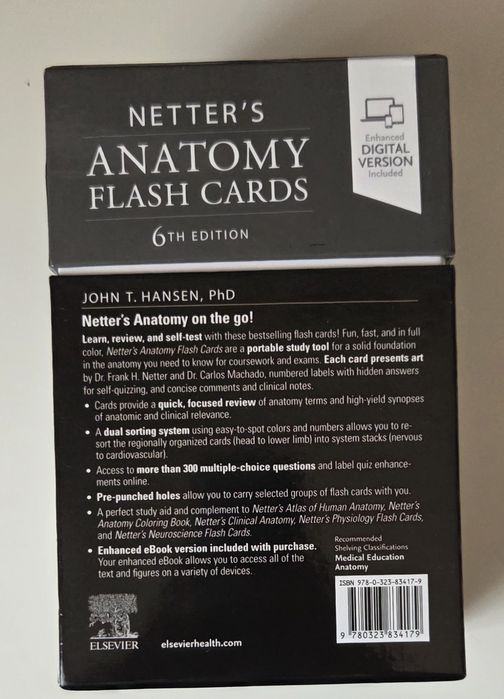 NETTER'S
ANATOMY
FLASH CARDS
6TH EDITION
Enhanced
DIGITAL
VERSION
Included
JOHN T. HANSEN, PhD
Netter's Anatomy on the go!
Learn, review, and self-test with these bestselling flash cards! Fun, fast, and in full
color, Netter's Anatomy Flash Cards are a portable study tool for a solid foundation
in the anatomy you need to know for coursework and exams. Each card presents art
by Dr. Frank H. Netter and Dr. Carlos Machado, numbered labels with hidden answers
for self-quizzing, and concise comments and clinical notes.
• Cards provide a quick, focused review of anatomy terms and high-yield synopses
of anatomic and clinical relevance.
• A dual sorting system using easy-to-spot colors and numbers allows you to re-
sort the regionally organized cards (head to lower limb) into system stacks (nervous
to cardiovascular).
• Access to more than 300 multiple-choice questions and label quiz enhance-
ments online.
• Pre-punched holes allow you to carry selected groups of flash cards with you.
• A perfect study aid and complement to Netter's Atlas of Human Anatomy, Netter's
Anatomy Coloring Book, Netter's Clinical Anatomy, Netter's Physiology Flash Cards,
and Netter's Neuroscience Flash Cards.
• Enhanced eBook version included with purchase.
Your enhanced eBook allows you to access all of the
text and figures on a variety of devices.
Recommended
Shelving Classifications
Medical Education
Anatomy
ISBN 978-0-323-83417-9
9 780323 834179
ELSEVIER
elsevierhealth.com